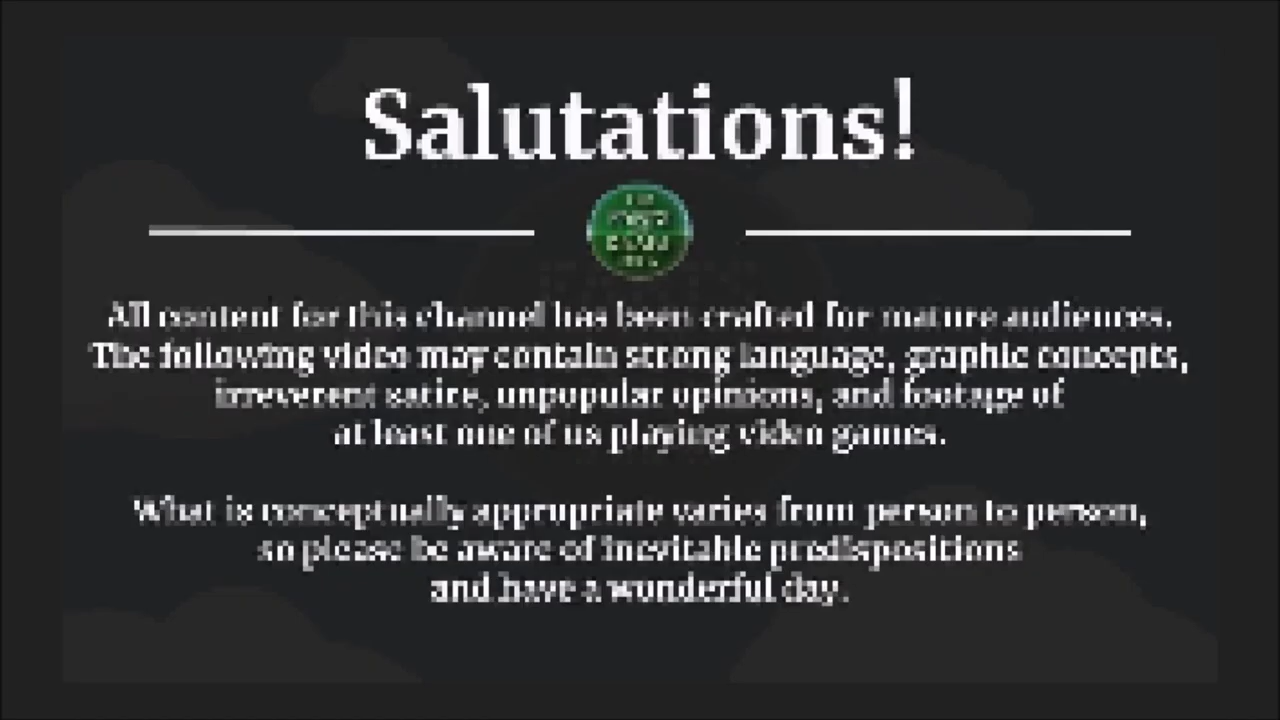 Salutations!
All content for this channel has been crafted for mature audiences.
The following video may contain strong language, graphic concepts,
irreverent satire, unpopular opinions, and footage of
at least one of us playing video games.
What is conceptually appropriate varies from person to person,
so please be aware of inevitable predispositions
and have a wonderful day.